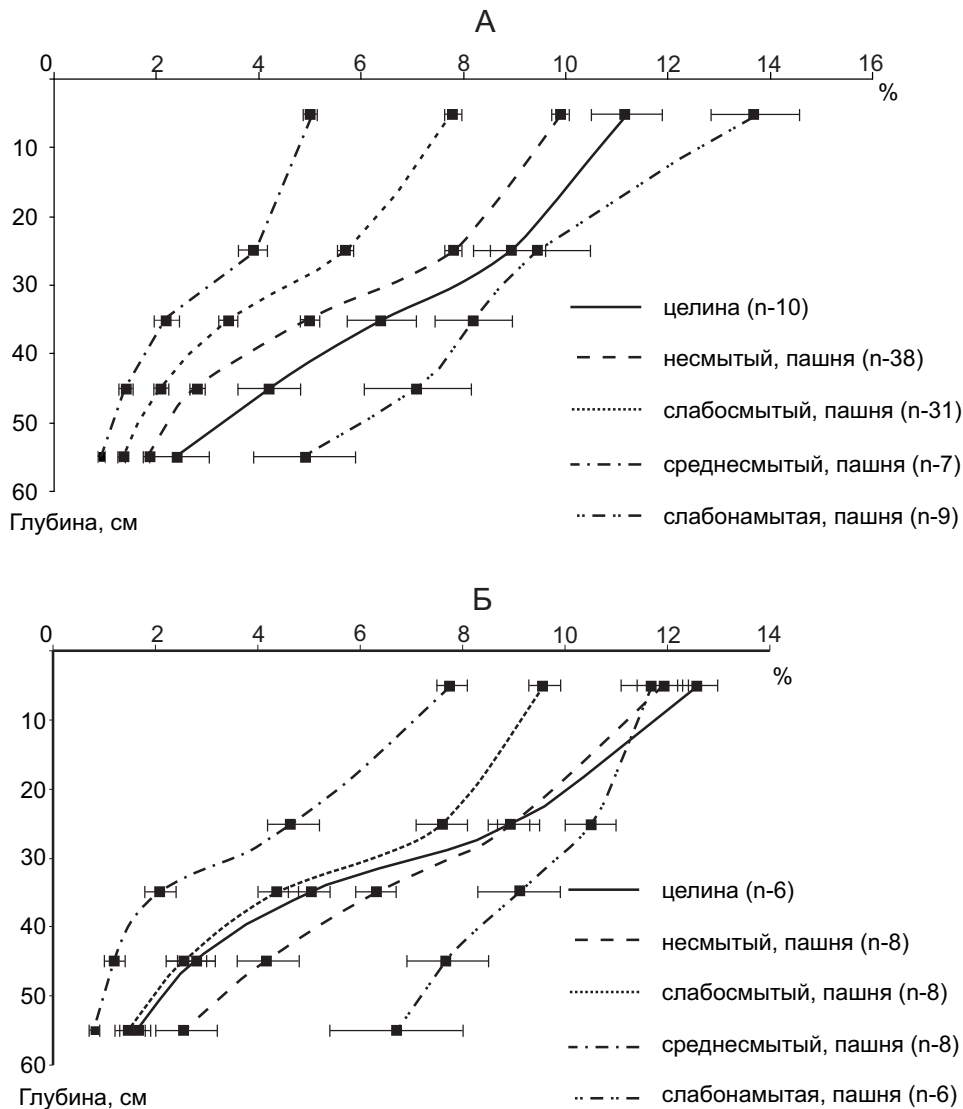 А
0 2 4 6 8 10 12 14 16
%
10
20
30
40
50
60
Глубина, см
целина (n-10)
несмытый, пашня (n-38)
слабосмытый, пашня (n-31)
среднесмытый, пашня (n-7)
слабонамытая, пашня (n-9)
Б
0 2 4 6 8 10 12 14
%
10
20
30
40
50
60
Глубина, см
целина (n-6)
несмытый, пашня (n-8)
слабосмытый, пашня (n-8)
среднесмытый, пашня (n-8)
слабонамытая, пашня (n-6)